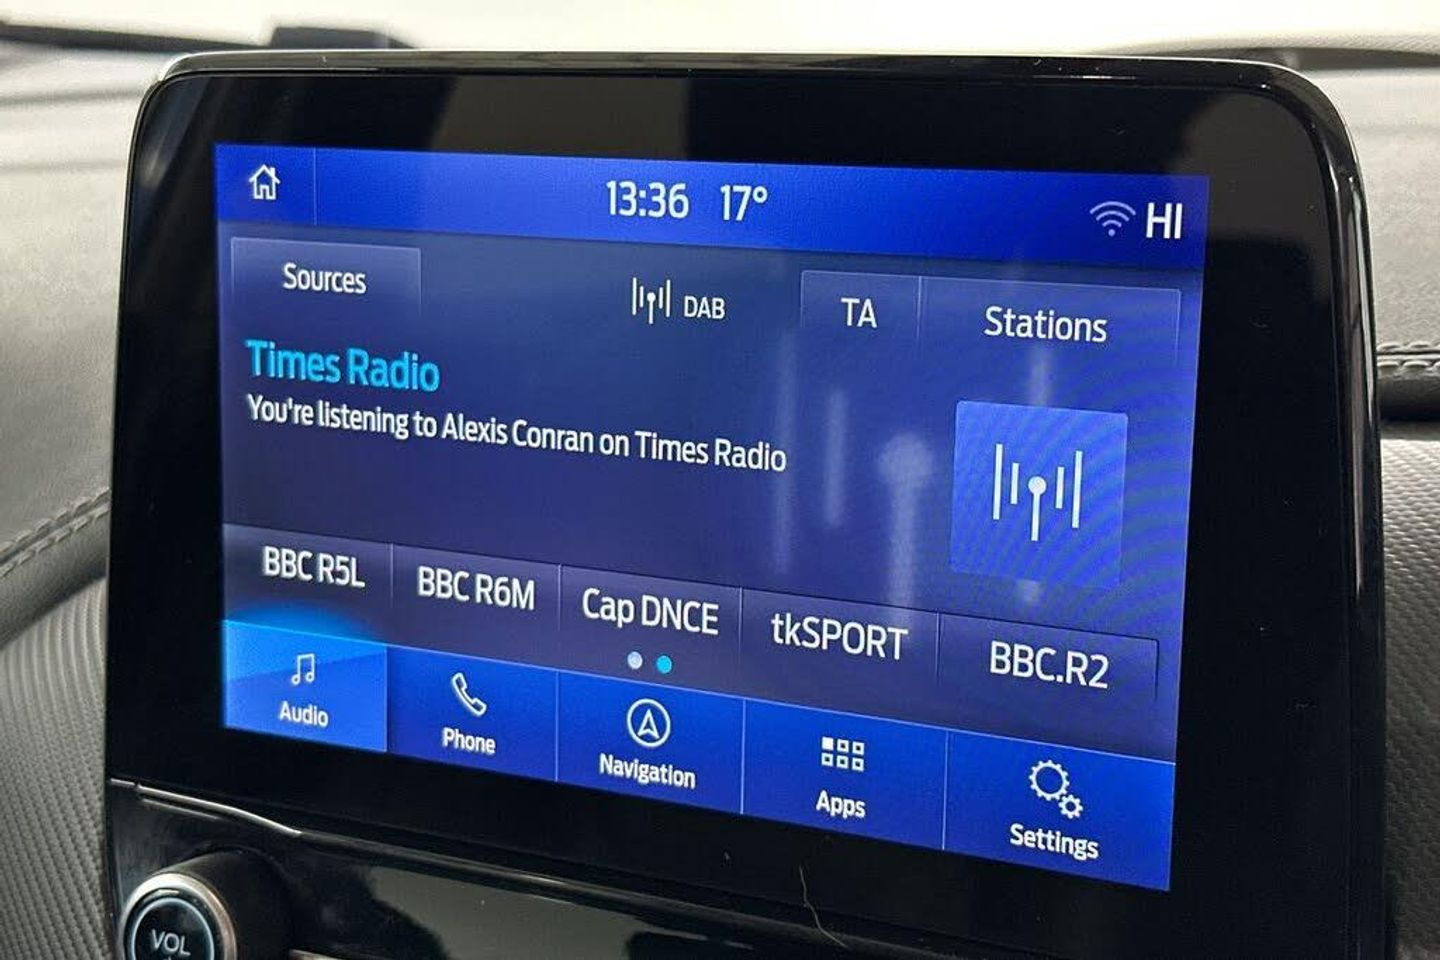 13:36 17° HI
Sources DAB TA Stations
Times Radio
You're listening to Alexis Conran on Times Radio
BBC R5L BBC R6M Cap DNCE tkSPORT BBC.R2
Audio Phone Navigation Apps Settings
VOL